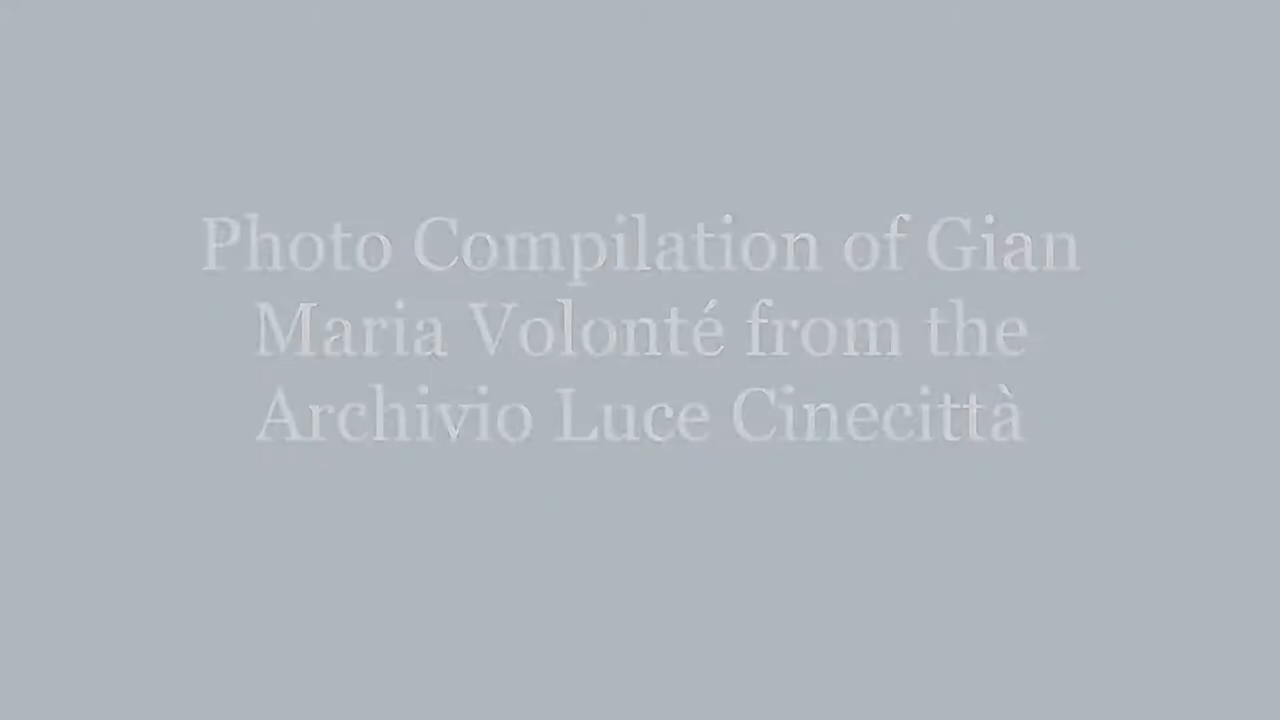 Photo Compilation of Gian
Maria Volonté from the
Archivio Luce Cinecittà